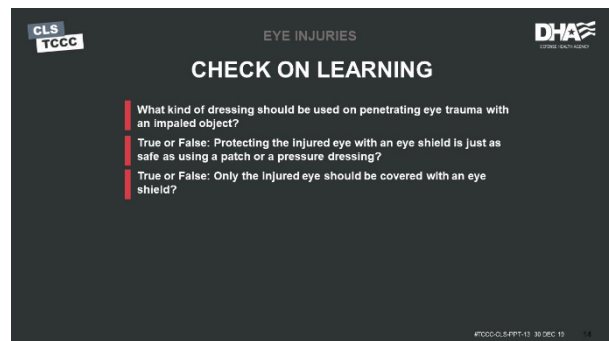 CLS
TCCC
EYE INJURIES
DHA
DEFENSE HEALTH AGENCY
CHECK ON LEARNING
What kind of dressing should be used on penetrating eye trauma with
an impaled object?
True or False: Protecting the injured eye with an eye shield is just as
safe as using a patch or a pressure dressing?
True or False: Only the injured eye should be covered with an eye
shield?
#TCCC-CLS-PPT-13 30 DEC 19